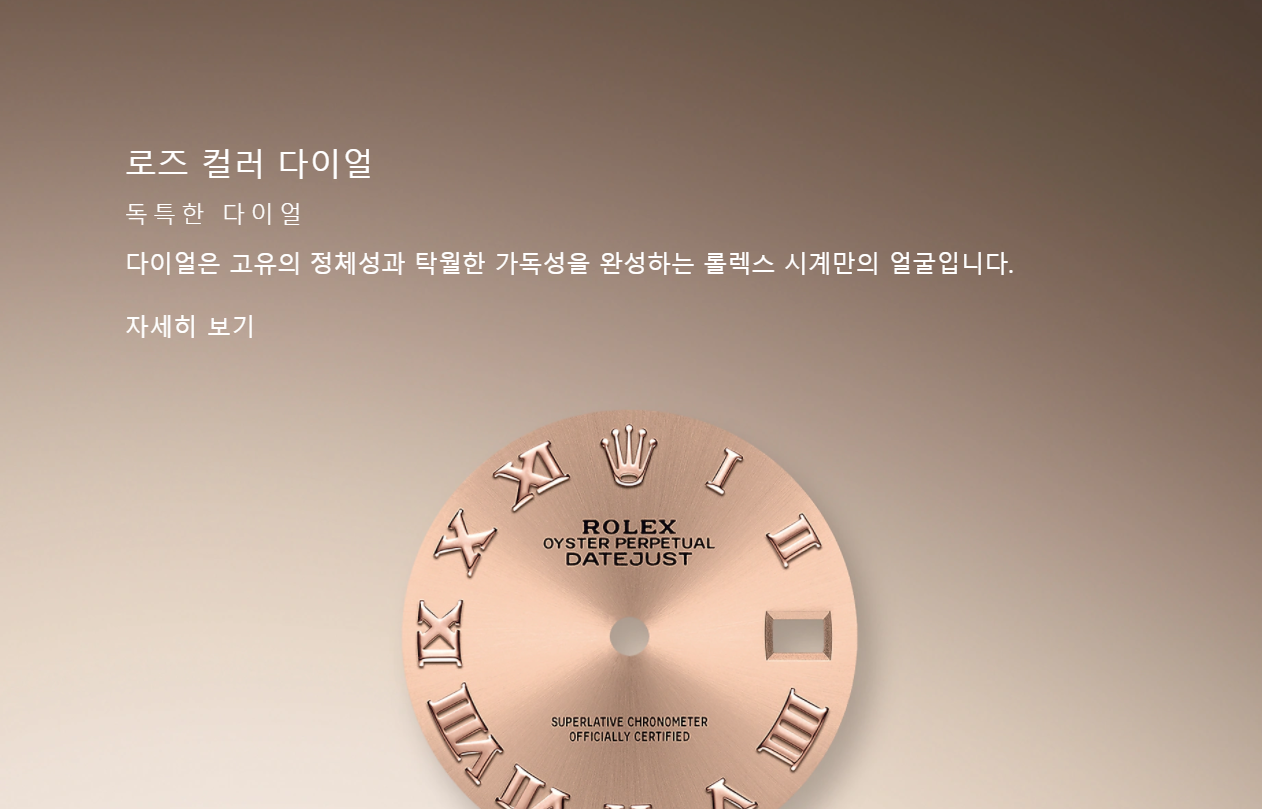 로즈 컬러 다이얼
독특한 다이얼
다이얼은 고유의 정체성과 탁월한 가독성을 완성하는 롤렉스 시계만의 얼굴입니다.
자세히 보기
XI I
X II
ROLEX
OYSTER PERPETUAL
DATEJUST
IX
VIII IIII
SUPERLATIVE CHRONOMETER
OFFICIALLY CERTIFIED
VII V